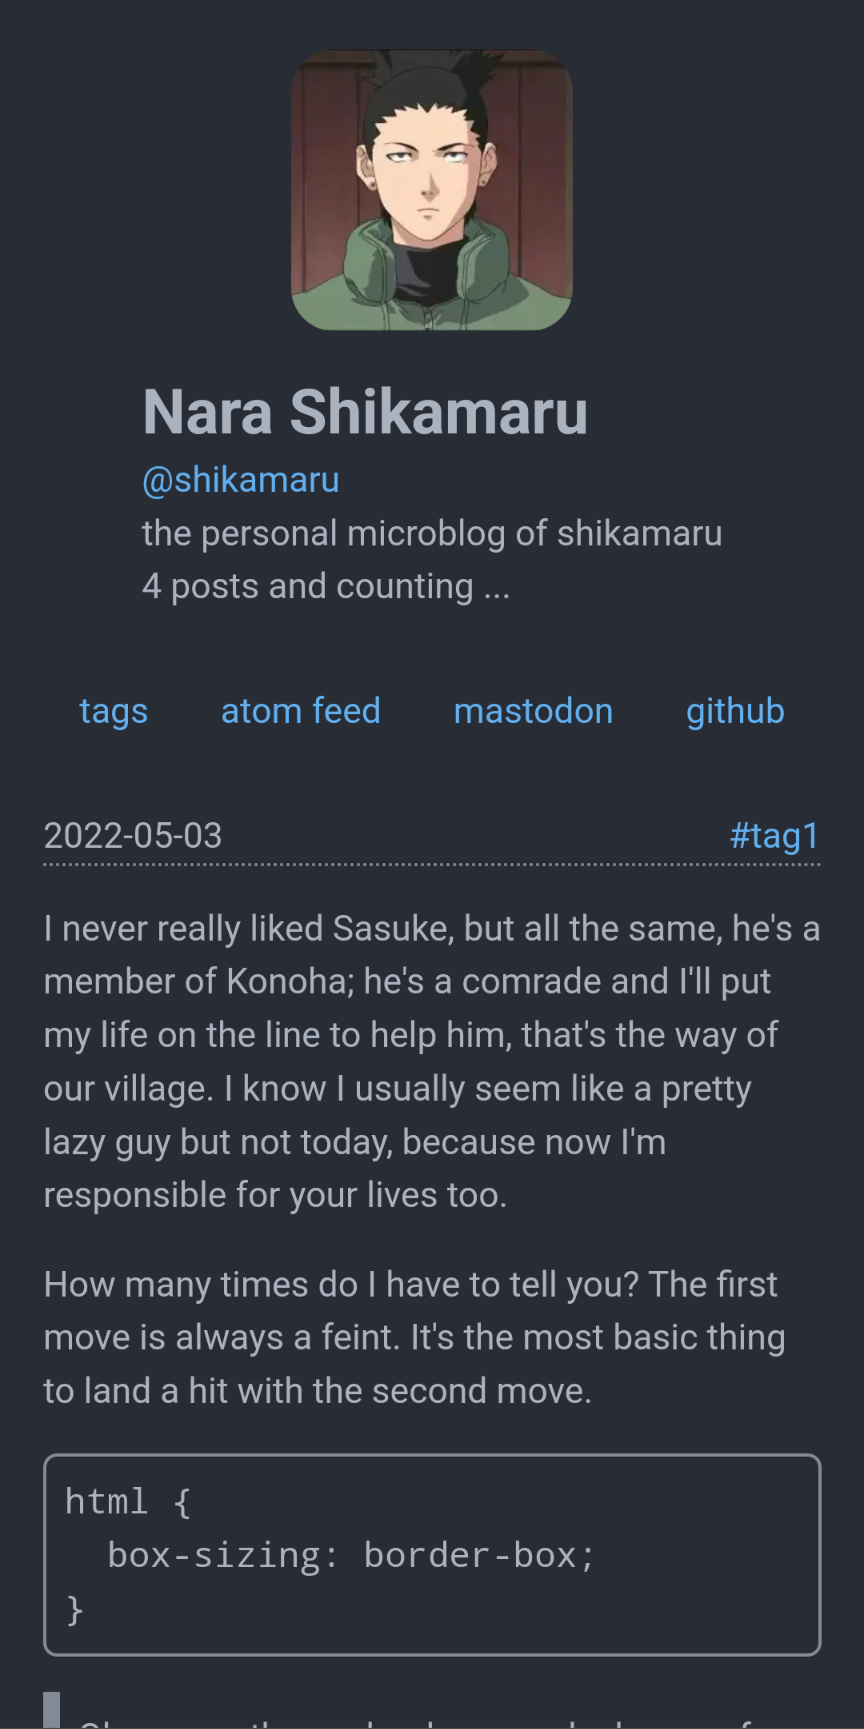 Nara Shikamaru
@shikamaru
the personal microblog of shikamaru
4 posts and counting ...
tags atom feed mastodon github
2022-05-03 #tag1
I never really liked Sasuke, but all the same, he's a
member of Konoha; he's a comrade and I'll put
my life on the line to help him, that's the way of
our village. I know I usually seem like a pretty
lazy guy but not today, because now I'm
responsible for your lives too.
How many times do I have to tell you? The first
move is always a feint. It's the most basic thing
to land a hit with the second move.
html {
  box-sizing: border-box;
}